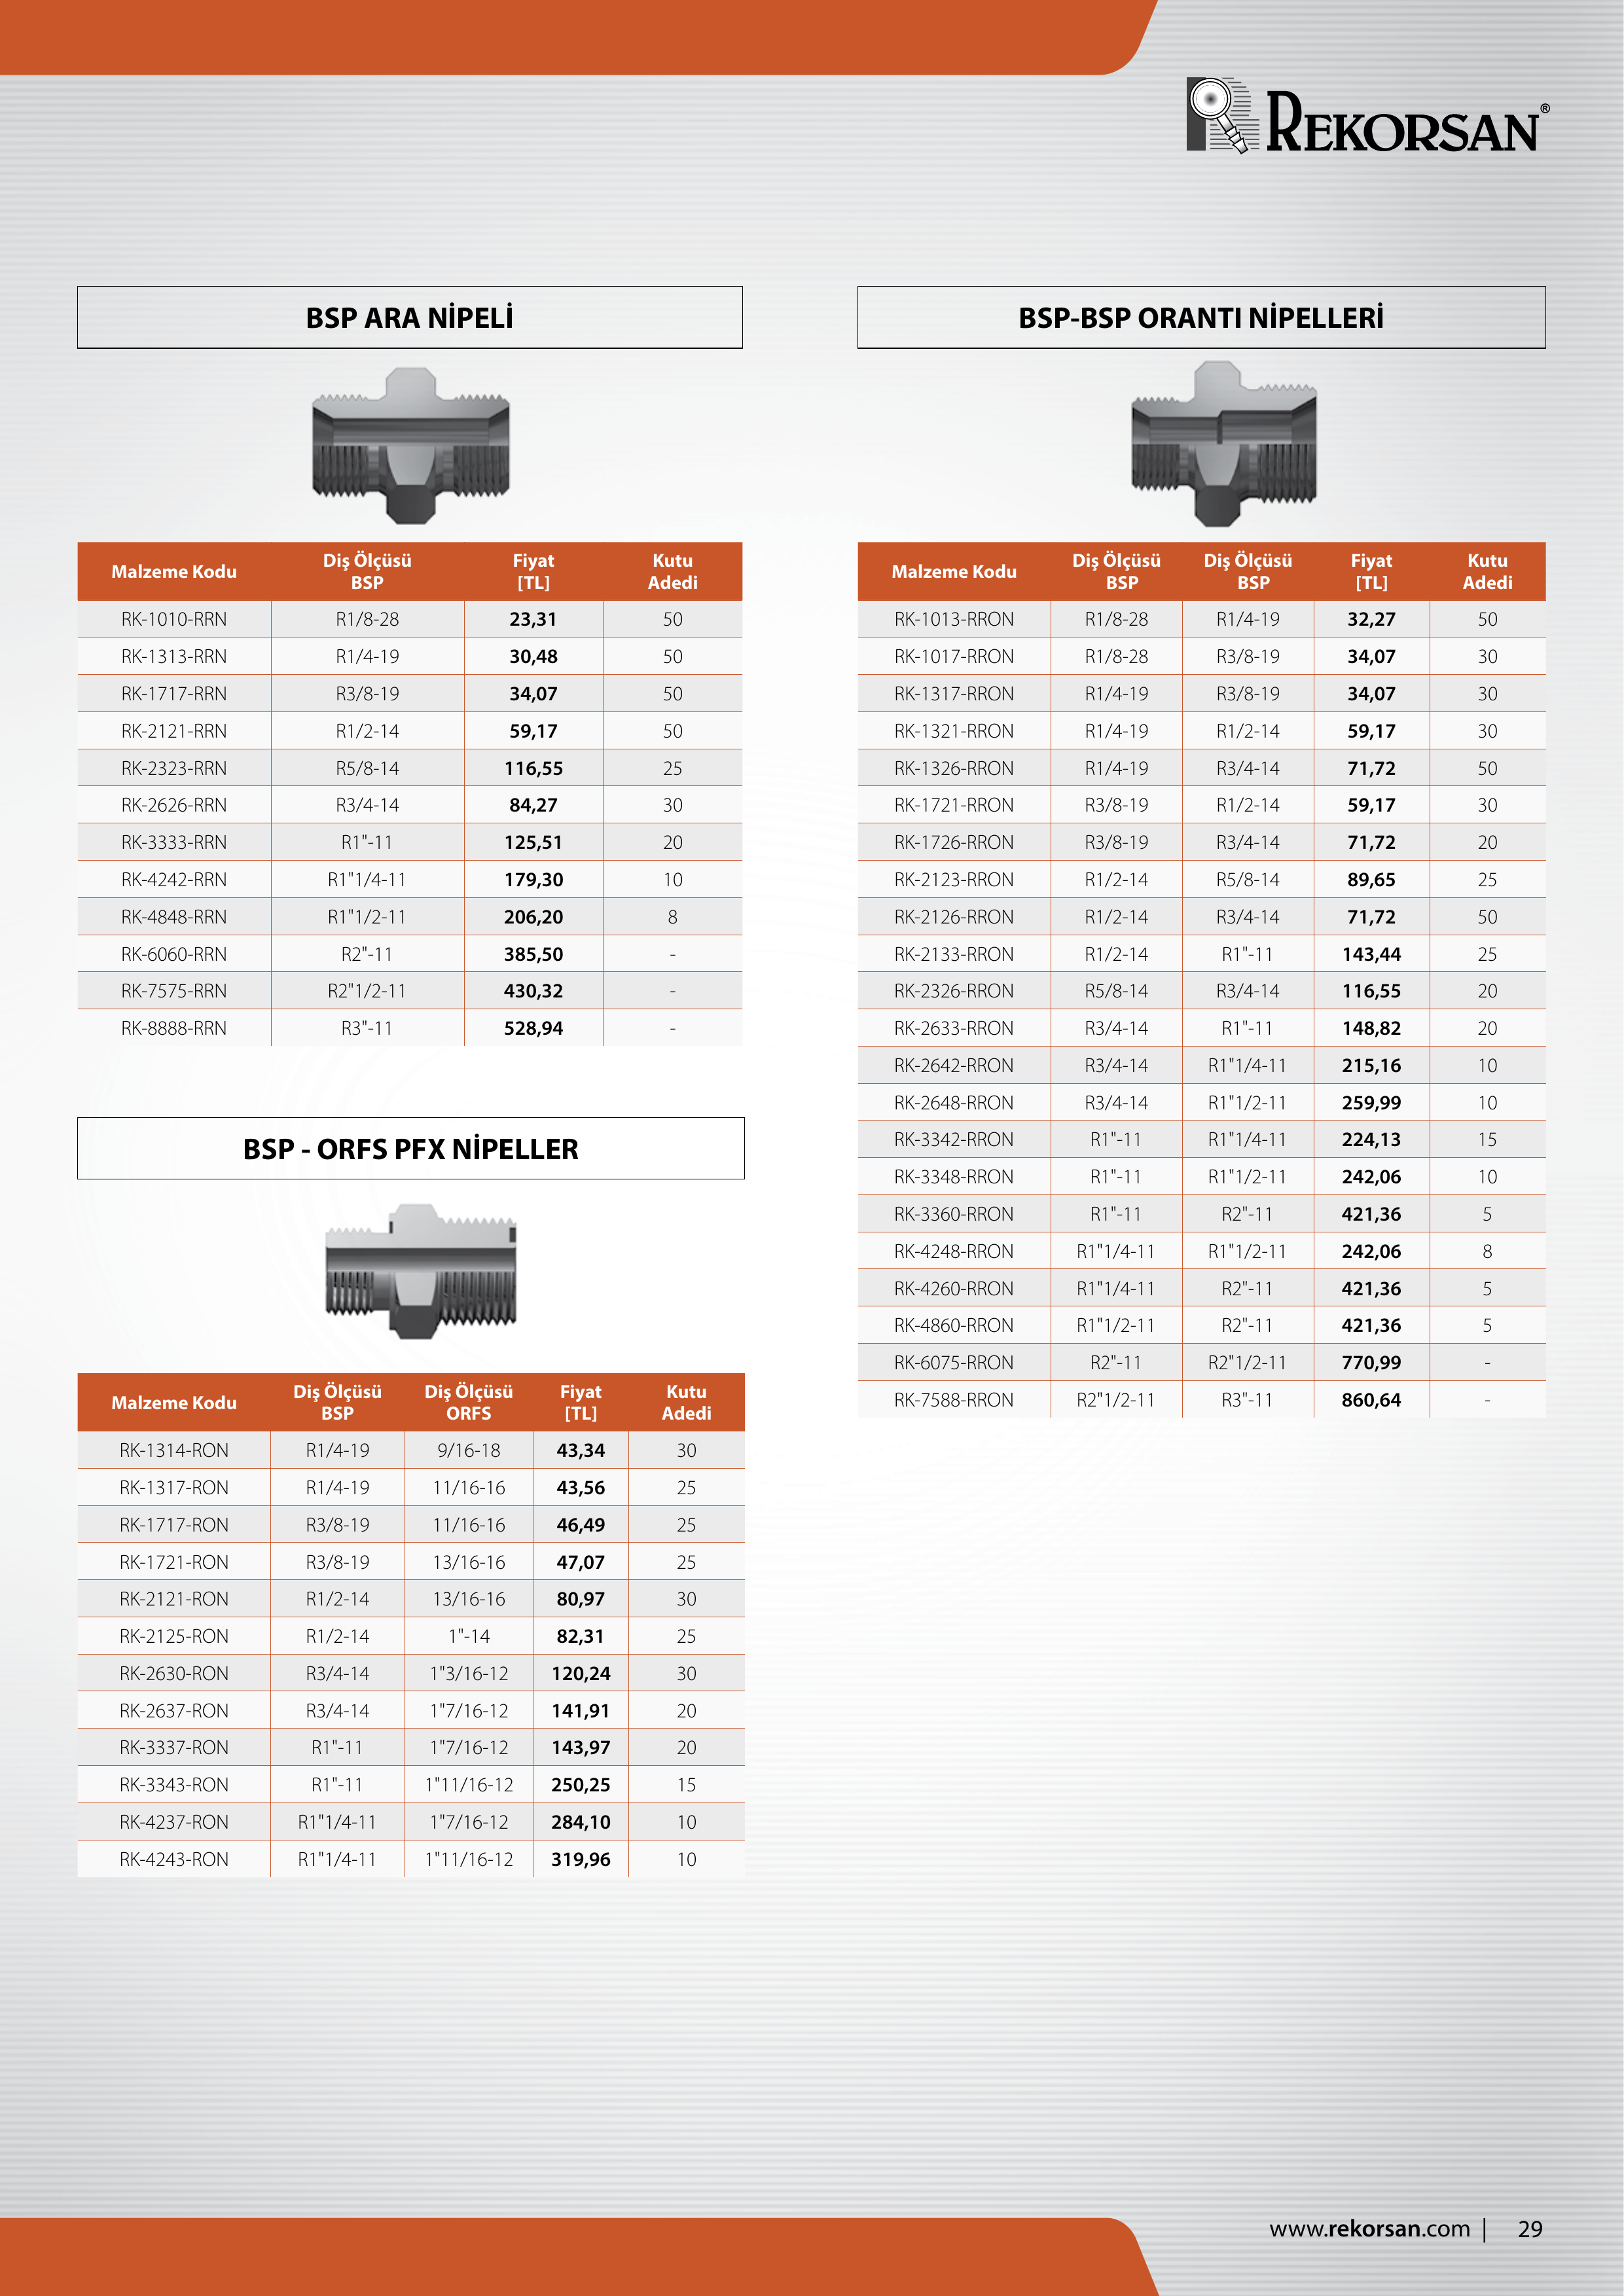 REKORSAN®
BSP ARA NİPELİ
Malzeme Kodu | Diş Ölçüsü BSP | Fiyat [TL] | Kutu Adedi
RK-1010-RRN | R1/8-28 | 23,31 | 50
RK-1313-RRN | R1/4-19 | 30,48 | 50
RK-1717-RRN | R3/8-19 | 34,07 | 50
RK-2121-RRN | R1/2-14 | 59,17 | 50
RK-2323-RRN | R5/8-14 | 116,55 | 25
RK-2626-RRN | R3/4-14 | 84,27 | 30
RK-3333-RRN | R1"-11 | 125,51 | 20
RK-4242-RRN | R1"1/4-11 | 179,30 | 10
RK-4848-RRN | R1"1/2-11 | 206,20 | 8
RK-6060-RRN | R2"-11 | 385,50 | -
RK-7575-RRN | R2"1/2-11 | 430,32 | -
RK-8888-RRN | R3"-11 | 528,94 | -
BSP - ORFS PFX NİPELLER
Malzeme Kodu | Diş Ölçüsü BSP | Diş Ölçüsü ORFS | Fiyat [TL] | Kutu Adedi
RK-1314-RON | R1/4-19 | 9/16-18 | 43,34 | 30
RK-1317-RON | R1/4-19 | 11/16-16 | 43,56 | 25
RK-1717-RON | R3/8-19 | 11/16-16 | 46,49 | 25
RK-1721-RON | R3/8-19 | 13/16-16 | 47,07 | 25
RK-2121-RON | R1/2-14 | 13/16-16 | 80,97 | 30
RK-2125-RON | R1/2-14 | 1"-14 | 82,31 | 25
RK-2630-RON | R3/4-14 | 1"3/16-12 | 120,24 | 30
RK-2637-RON | R3/4-14 | 1"7/16-12 | 141,91 | 20
RK-3337-RON | R1"-11 | 1"7/16-12 | 143,97 | 20
RK-3343-RON | R1"-11 | 1"11/16-12 | 250,25 | 15
RK-4237-RON | R1"1/4-11 | 1"7/16-12 | 284,10 | 10
RK-4243-RON | R1"1/4-11 | 1"11/16-12 | 319,96 | 10
BSP-BSP ORANTI NİPELLERİ
Malzeme Kodu | Diş Ölçüsü BSP | Diş Ölçüsü BSP | Fiyat [TL] | Kutu Adedi
RK-1013-RRON | R1/8-28 | R1/4-19 | 32,27 | 50
RK-1017-RRON | R1/8-28 | R3/8-19 | 34,07 | 30
RK-1317-RRON | R1/4-19 | R3/8-19 | 34,07 | 30
RK-1321-RRON | R1/4-19 | R1/2-14 | 59,17 | 30
RK-1326-RRON | R1/4-19 | R3/4-14 | 71,72 | 50
RK-1721-RRON | R3/8-19 | R1/2-14 | 59,17 | 30
RK-1726-RRON | R3/8-19 | R3/4-14 | 71,72 | 20
RK-2123-RRON | R1/2-14 | R5/8-14 | 89,65 | 25
RK-2126-RRON | R1/2-14 | R3/4-14 | 71,72 | 50
RK-2133-RRON | R1/2-14 | R1"-11 | 143,44 | 25
RK-2326-RRON | R5/8-14 | R3/4-14 | 116,55 | 20
RK-2633-RRON | R3/4-14 | R1"-11 | 148,82 | 20
RK-2642-RRON | R3/4-14 | R1"1/4-11 | 215,16 | 10
RK-2648-RRON | R3/4-14 | R1"1/2-11 | 259,99 | 10
RK-3342-RRON | R1"-11 | R1"1/4-11 | 224,13 | 15
RK-3348-RRON | R1"-11 | R1"1/2-11 | 242,06 | 10
RK-3360-RRON | R1"-11 | R2"-11 | 421,36 | 5
RK-4248-RRON | R1"1/4-11 | R1"1/2-11 | 242,06 | 8
RK-4260-RRON | R1"1/4-11 | R2"-11 | 421,36 | 5
RK-4860-RRON | R1"1/2-11 | R2"-11 | 421,36 | 5
RK-6075-RRON | R2"-11 | R2"1/2-11 | 770,99 | -
RK-7588-RRON | R2"1/2-11 | R3"-11 | 860,64 | -
www.rekorsan.com | 29